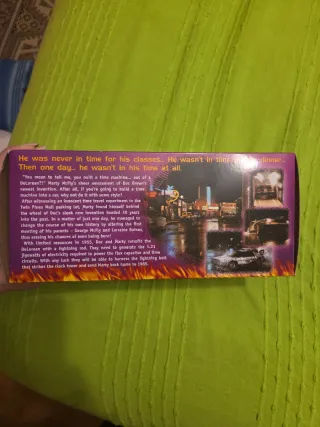 He was never in time for his classes.. He wasn't in time dinner..
Then one day.. he wasn't in his time at all
"You mean to tell me, you built a time machine.. out of a
DeLorean?!" Marty McFly's sheer amazement of Doc Brown's
newest invention. After all, if you're going to build a time
machine into a car, why not do it with some style?
After witnessing an innocent time travel experiment in the
Twin Pines Mall parking lot, Marty found himself behind
the wheel of Doc's sleek new invention headed 30 years
into the past. In a matter of just one day, he managed to
change the course of his own history by altering the first
meeting of his parents - George McFly and Lorraine Baines,
thus erasing his chances of even being born!
With limited resources in 1955, Doc and Marty retrofit the
DeLorean with a lightning rod. They need to generate the 1.21
jigowatts of electricity required to power the flux capacitor and time
circuits. With any luck they will be able to harness the lightning bolt
that strikes the clock tower and send Marty back home to 1985.